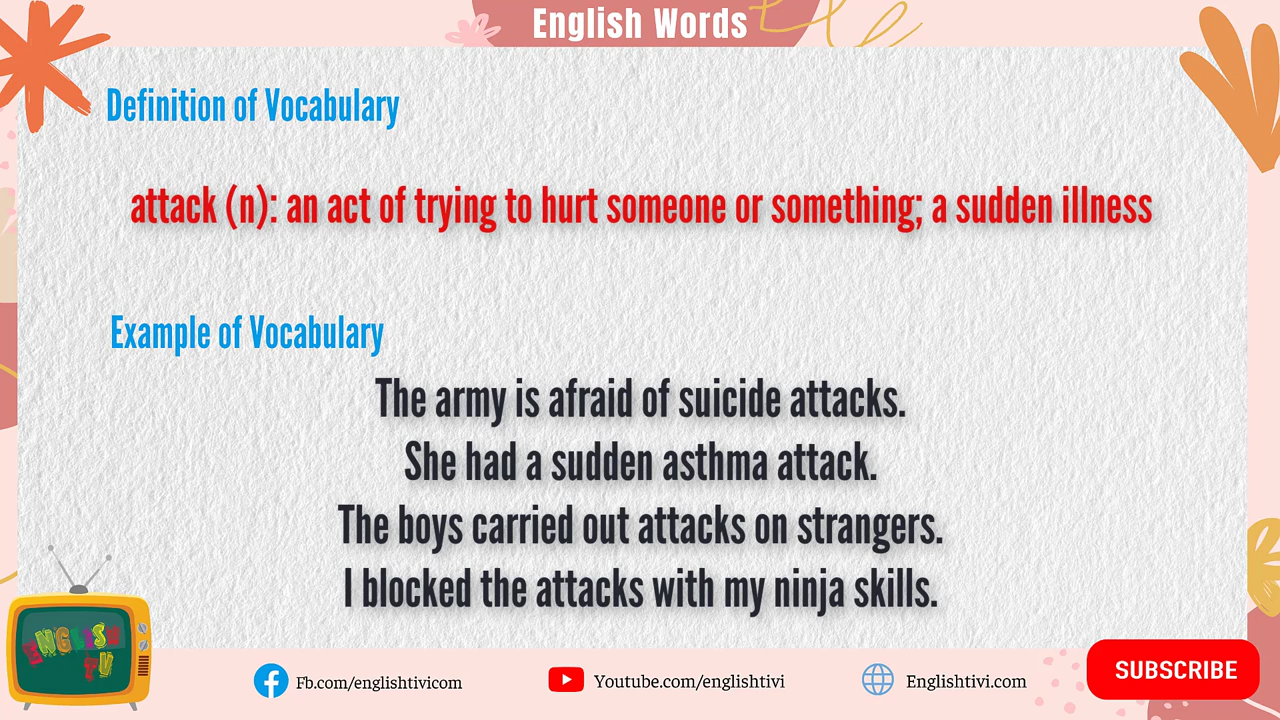 English Words
Definition of Vocabulary
attack (n): an act of trying to hurt someone or something; a sudden illness
Example of Vocabulary
The army is afraid of suicide attacks.
She had a sudden asthma attack.
The boys carried out attacks on strangers.
I blocked the attacks with my ninja skills.
ENGLISH
TV
Fb.com/englishtivicom
Youtube.com/englishtivi
Englishtivi.com
SUBSCRIBE